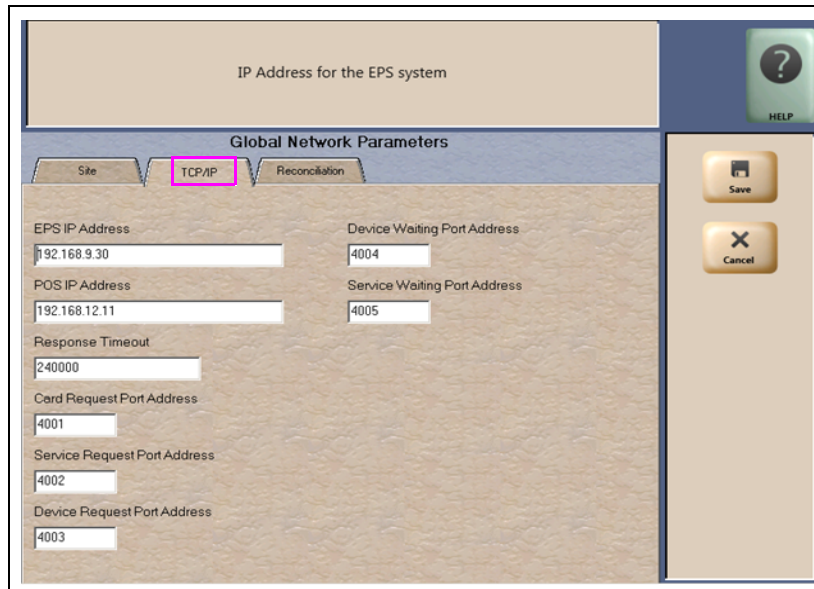 IP Address for the EPS system
HELP
Global Network Parameters
Site
TCP/IP
Reconciliation
Save
Cancel
EPS IP Address
192.168.9.30
POS IP Address
192.168.12.11
Response Timeout
240000
Card Request Port Address
4001
Service Request Port Address
4002
Device Request Port Address
4003
Device Waiting Port Address
4004
Service Waiting Port Address
4005